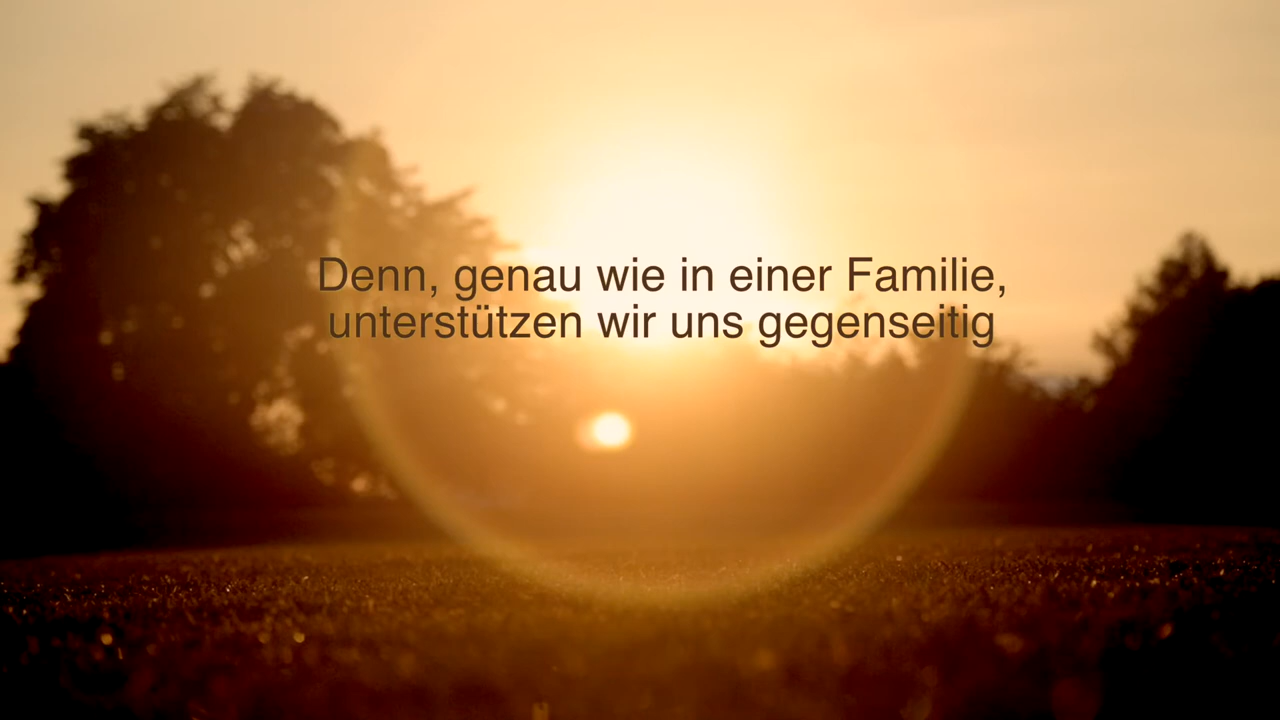 Denn, genau wie in einer Familie,
unterstützen wir uns gegenseitig